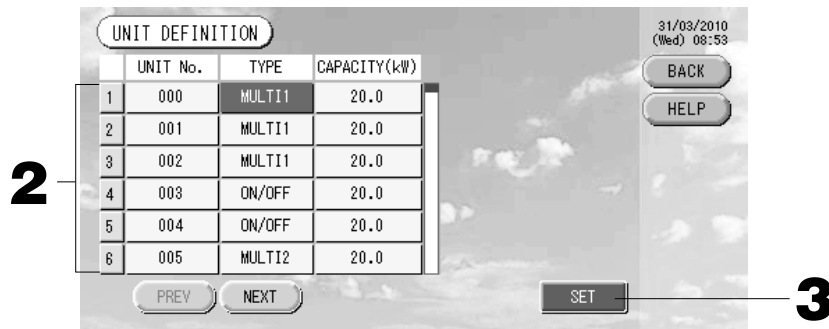 UNIT DEFINITION
31/03/2010
(Wed) 08:53
UNIT No. TYPE CAPACITY(kW)
BACK
1 000 MULTI1 20.0
HELP
2 001 MULTI1 20.0
3 002 MULTI1 20.0
2
4 003 ON/OFF 20.0
5 004 ON/OFF 20.0
6 005 MULTI2 20.0
PREV NEXT SET 3